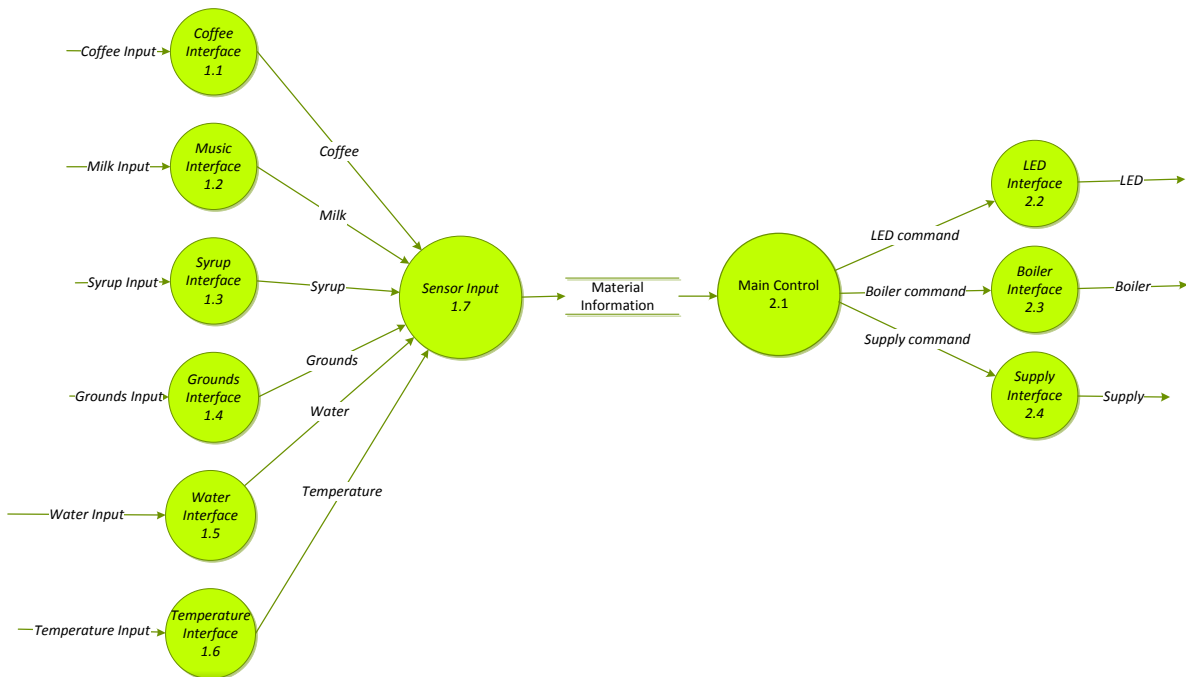 Coffee Input
Coffee
Interface
1.1
Milk Input
Music
Interface
1.2
Syrup Input
Syrup
Interface
1.3
Grounds Input
Grounds
Interface
1.4
Water Input
Water
Interface
1.5
Temperature Input
Temperature
Interface
1.6
Coffee
Milk
Syrup
Grounds
Water
Temperature
Sensor Input
1.7
Material
Information
Main Control
2.1
LED command
Boiler command
Supply command
LED
Interface
2.2
LED
Boiler
Interface
2.3
Boiler
Supply
Interface
2.4
Supply